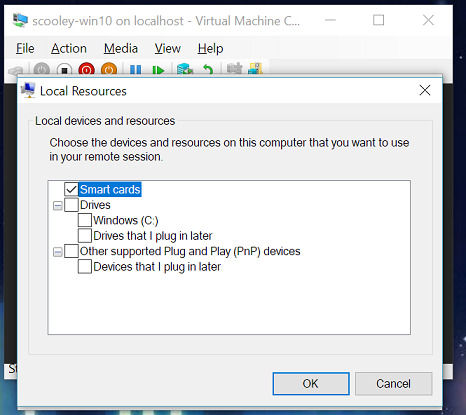 scooley-win10 on localhost - Virtual Machine C...
File Action Media View Help
Local Resources
Local devices and resources
Choose the devices and resources on this computer that you want to use
in your remote session.
Smart cards
Drives
Windows (C:)
Drives that I plug in later
Other supported Plug and Play (PnP) devices
Devices that I plug in later
OK Cancel